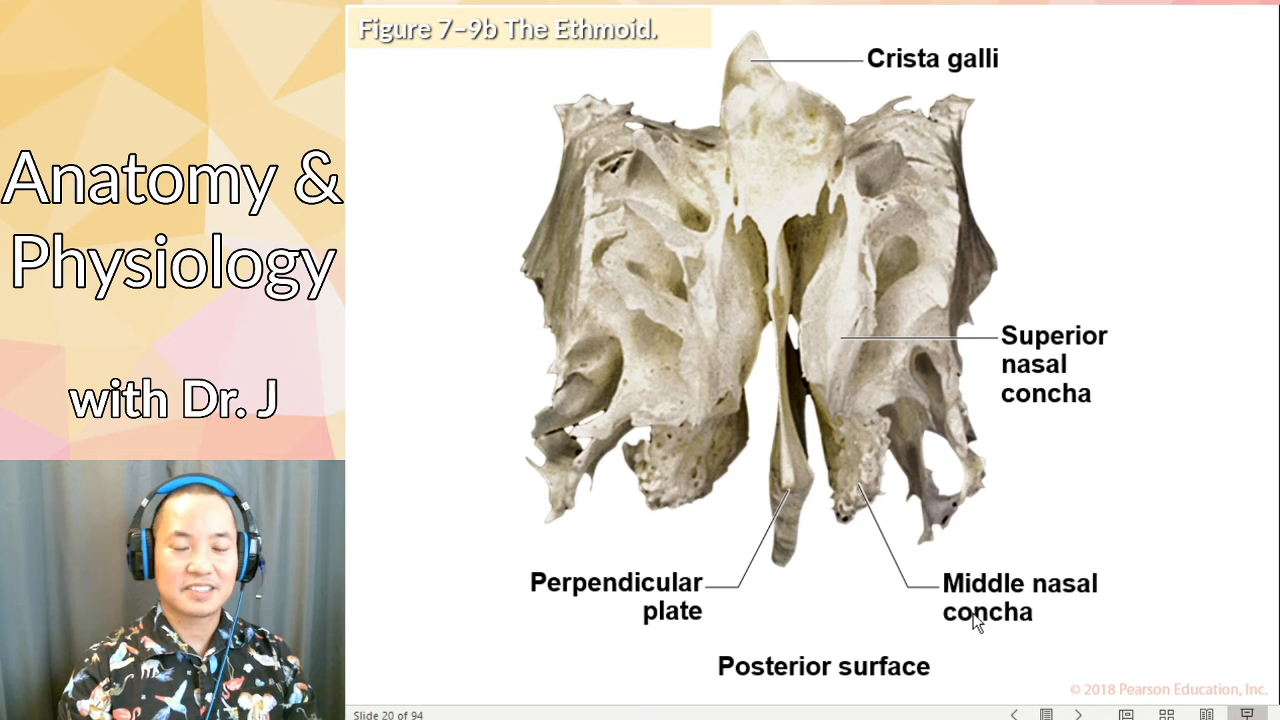 Anatomy &
Physiology
with Dr. J
Figure 7–9b The Ethmoid.
Crista galli
Superior
nasal
concha
Perpendicular
plate
Middle nasal
concha
Posterior surface
© 2018 Pearson Education, Inc.
Slide 20 of 94